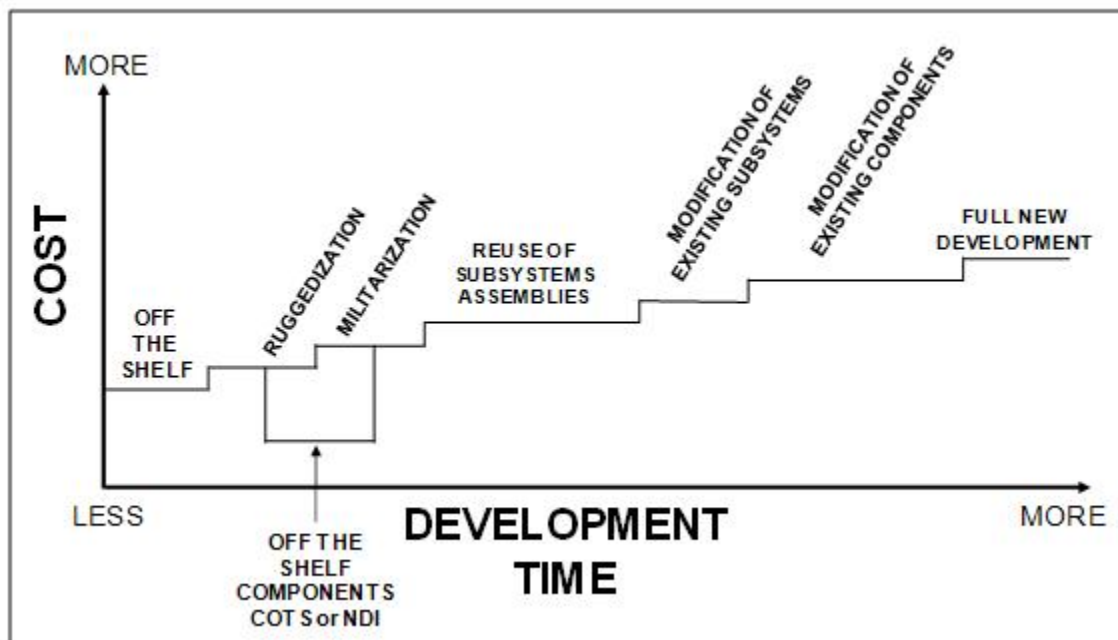 MORE
COST
OFF
THE
SHELF
RUGGEDIZATION
MILITARIZATION
REUSE OF
SUBSYSTEMS
ASSEMBLIES
MODIFICATION OF
EXISTING SUBSYSTEMS
MODIFICATION OF
EXISTING COMPONENTS
FULL NEW
DEVELOPMENT
LESS
DEVELOPMENT
TIME
MORE
OFF THE
SHELF
COMPONENTS
COTS or NDI